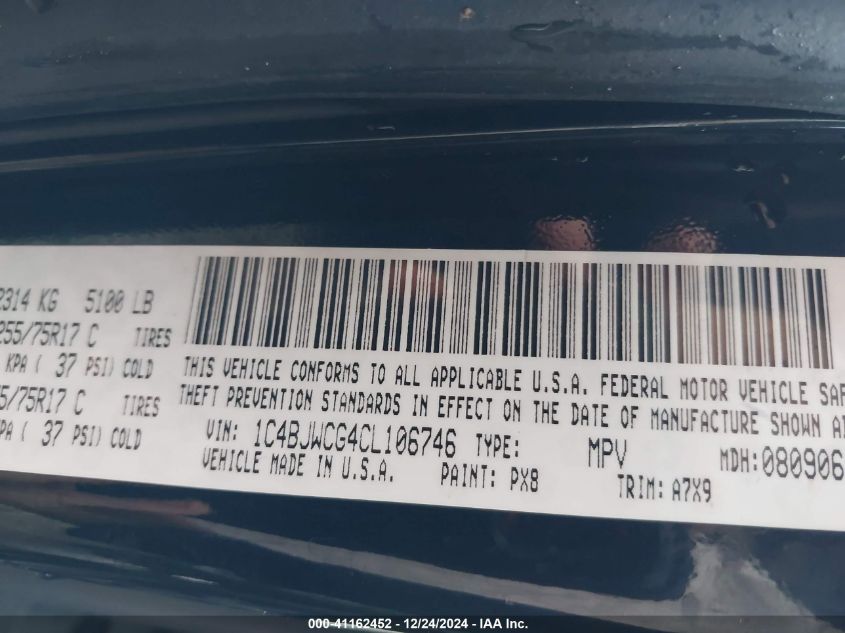 2314 KG 5100 LB
255/75R17 C TIRES
KPA ( 37 PSI) COLD
5/75R17 C TIRES
KPA ( 37 PSI) COLD
THIS VEHICLE CONFORMS TO ALL APPLICABLE U.S.A. FEDERAL MOTOR VEHICLE SAF
THEFT PREVENTION STANDARDS IN EFFECT ON THE DATE OF MANUFACTURE SHOWN A
VIN: 1C4BJWCG4CL106746 TYPE: MPV MDH:080906
VEHICLE MADE IN U.S.A. PAINT: PX8 TRIM: A7X9
000-41162452 - 12/24/2024 - IAA Inc.